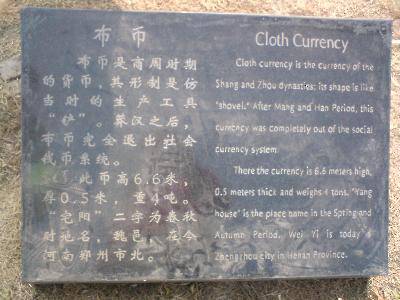 布币
布币是商周时期
的货币，其形制是仿
当时的生产工具
“铲”。莽汉之后，
布币完全退出社会
钱币系统。
此币高6.6米，
厚0.5米，重4吨。
“宅阳”二字为春秋
时地名，魏邑，在今
河南郑州市北。
Cloth Currency
Cloth currency is the currency of the
Shang and Zhou dynasties; its shape is like
"shovel." After Mang and Han Period, this
currency was completely out of the social
currency system.
There the currency is 6.6 meters high,
0.5 meters thick and weighs 4 tons. "Yang
house" is the place name in the Spring and
Autumn Period, Wei Yi is today's
Zhengzhou city in Henan Province.